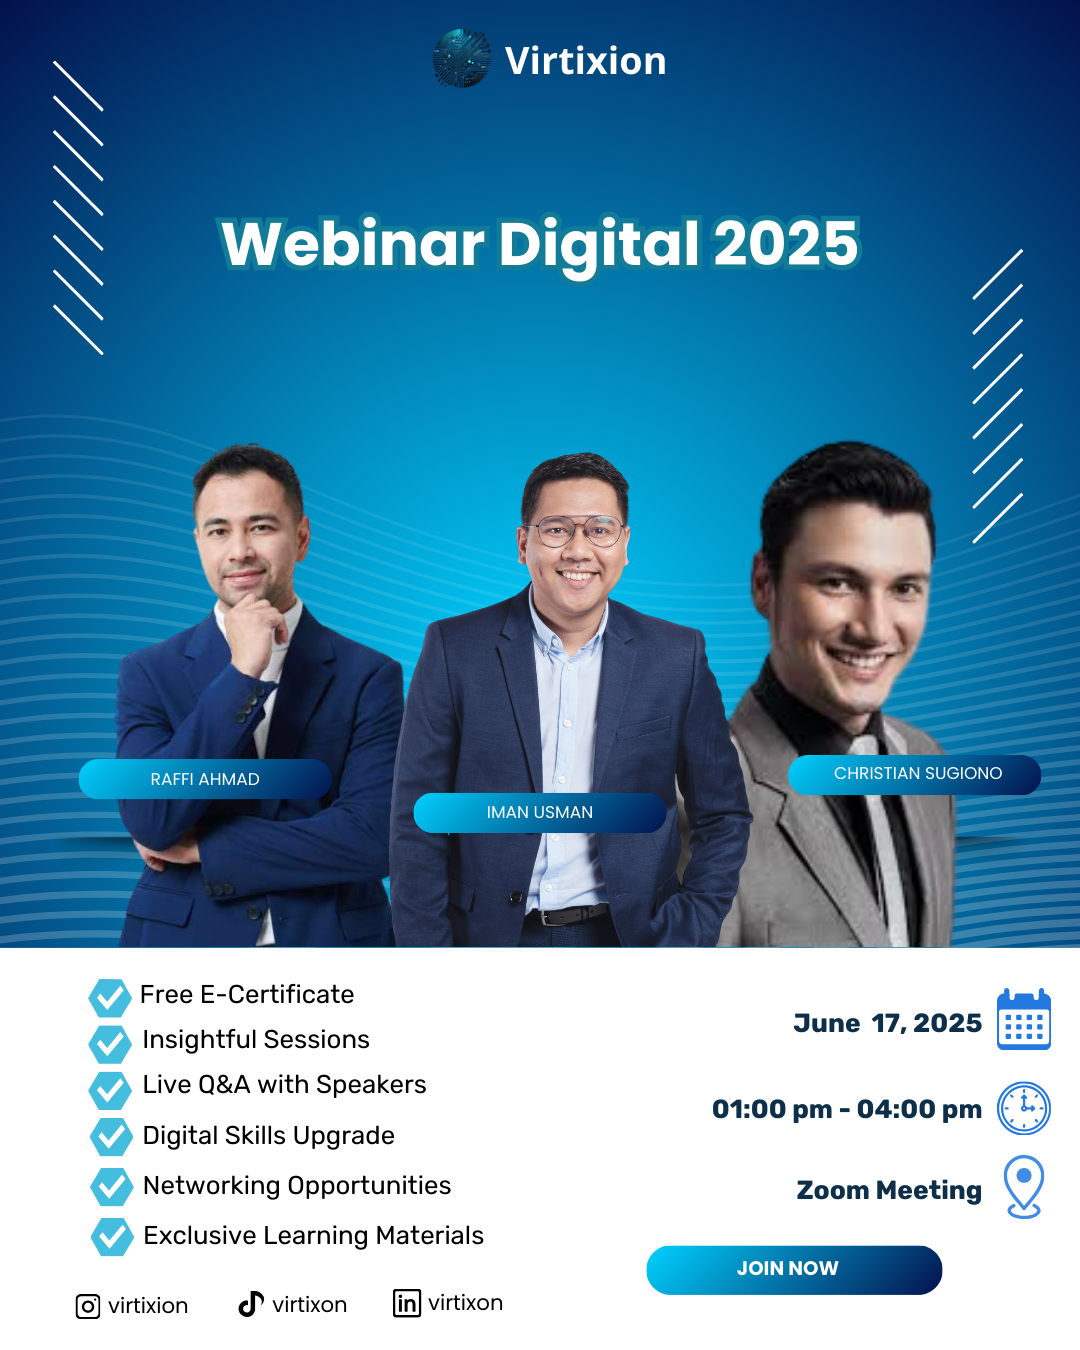 Virtixion
Webinar Digital 2025
RAFFI AHMAD
IMAN USMAN
CHRISTIAN SUGIONO
Free E-Certificate
Insightful Sessions
Live Q&A with Speakers
Digital Skills Upgrade
Networking Opportunities
Exclusive Learning Materials
June 17, 2025
01:00 pm - 04:00 pm
Zoom Meeting
JOIN NOW
virtixion
virtixon
virtixon